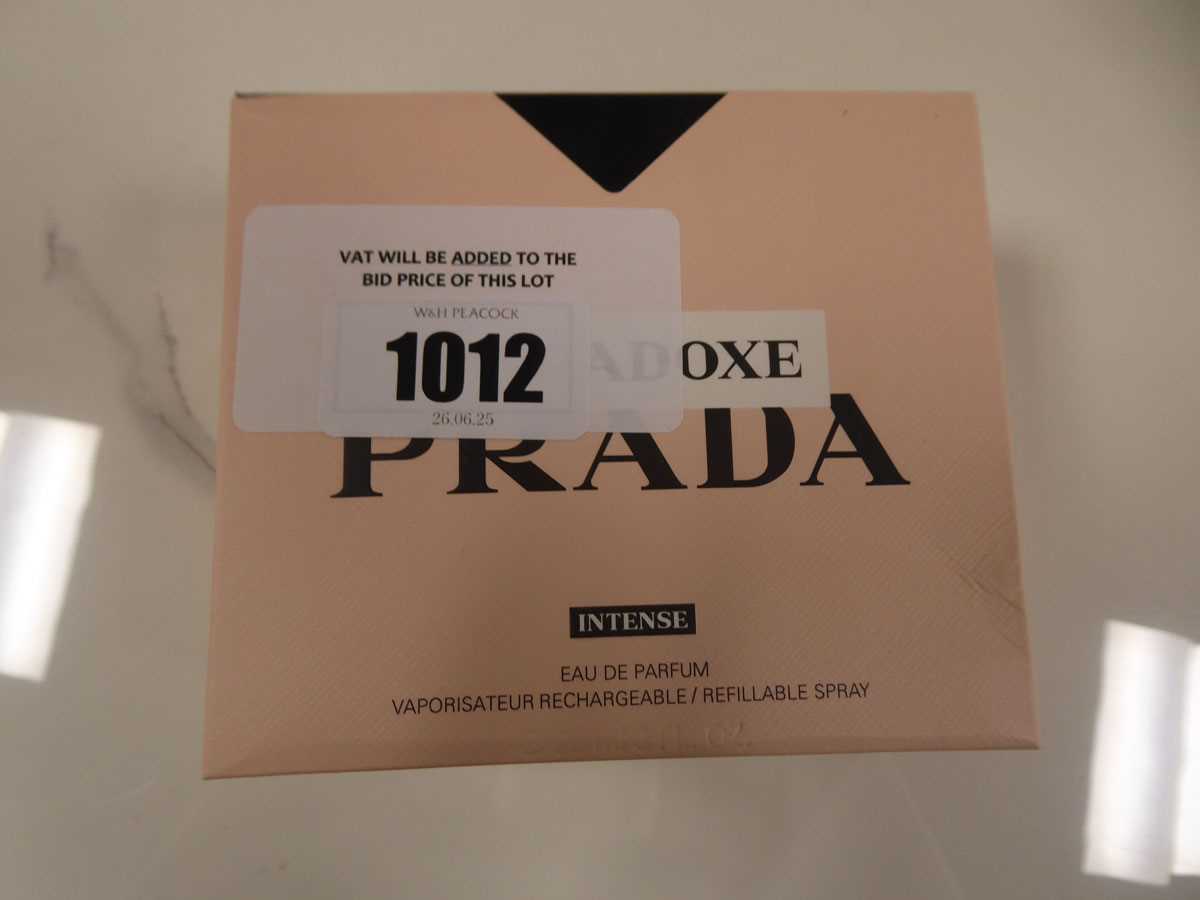 VAT WILL BE ADDED TO THE
BID PRICE OF THIS LOT
W&H PEACOCK
1012
26.06.25
ADOXE
PRADA
INTENSE
EAU DE PARFUM
VAPORISATEUR RECHARGEABLE / REFILLABLE SPRAY